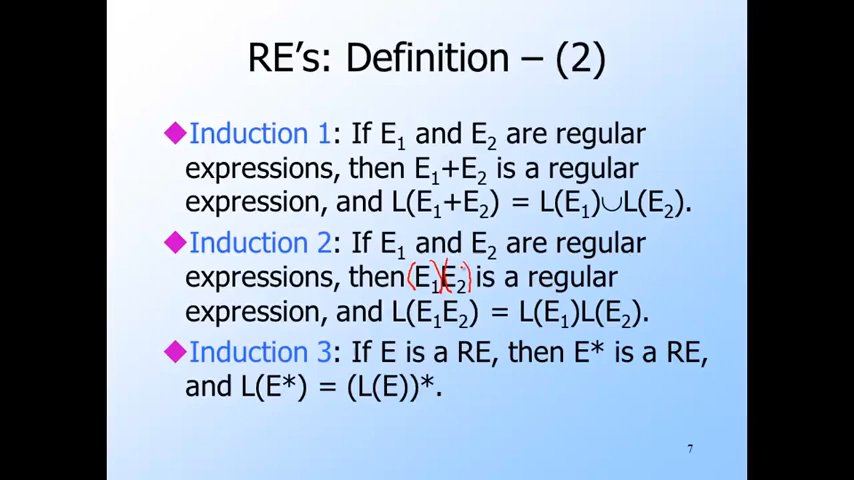 RE’s: Definition – (2)
◆Induction 1: If E₁ and E₂ are regular
expressions, then E₁+E₂ is a regular
expression, and L(E₁+E₂) = L(E₁)∪L(E₂).
◆Induction 2: If E₁ and E₂ are regular
expressions, then (E₁)(E₂) is a regular
expression, and L(E₁E₂) = L(E₁)L(E₂).
◆Induction 3: If E is a RE, then E* is a RE,
and L(E*) = (L(E))*.
7